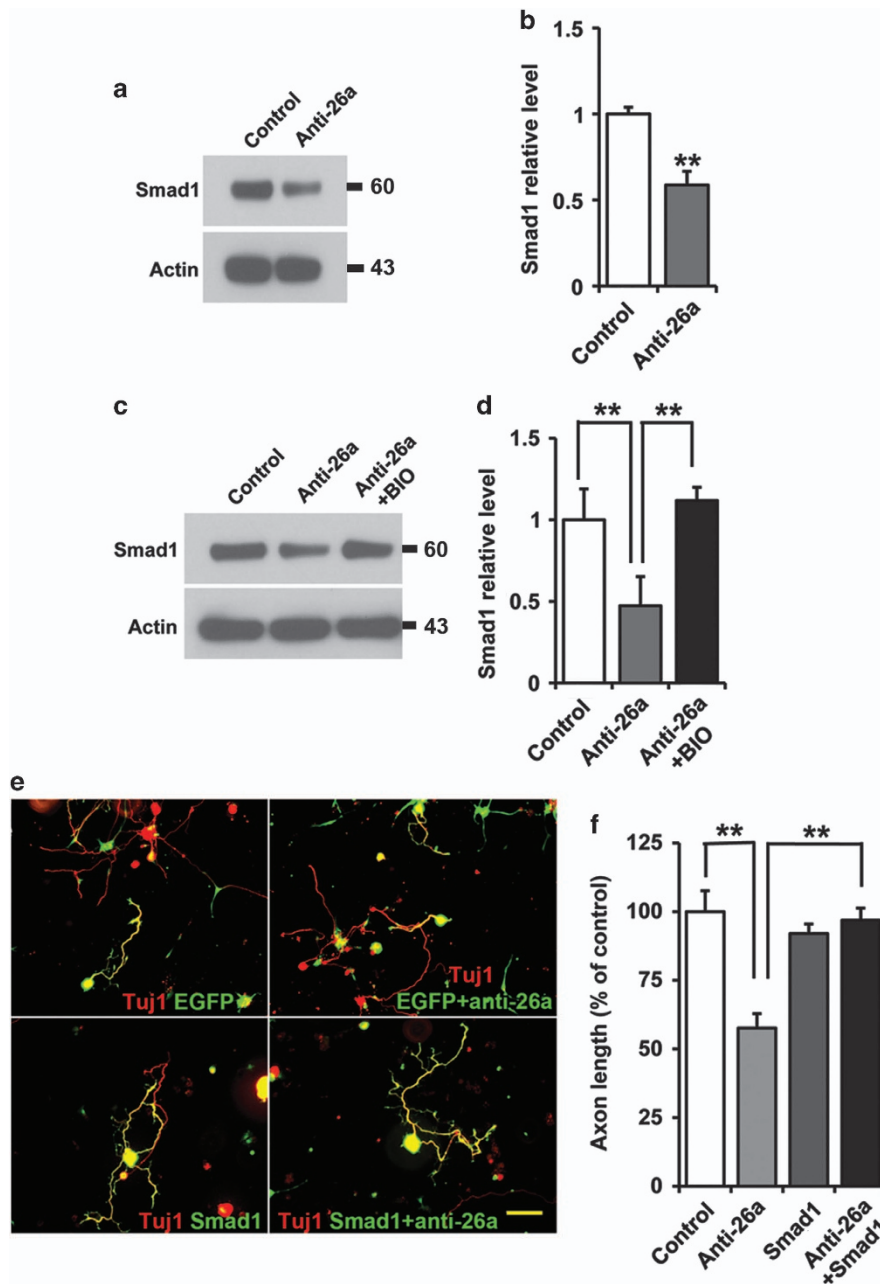 a
Control
Anti-26a
Smad1
60
Actin
43
b
Smad1 relative level
1.5
1
0.5
0
**
Control
Anti-26a
c
Control
Anti-26a
Anti-26a
+BIO
Smad1
60
Actin
43
d
Smad1 relative level
1.5
1
0.5
0
** **
Control
Anti-26a
Anti-26a
+BIO
e
Tuj1 EGFP
Tuj1
EGFP+anti-26a
Tuj1 Smad1
Tuj1 Smad1+anti-26a
f
Axon length (% of control)
125
100
75
50
25
0
** **
Control
Anti-26a
Smad1
Anti-26a
+Smad1